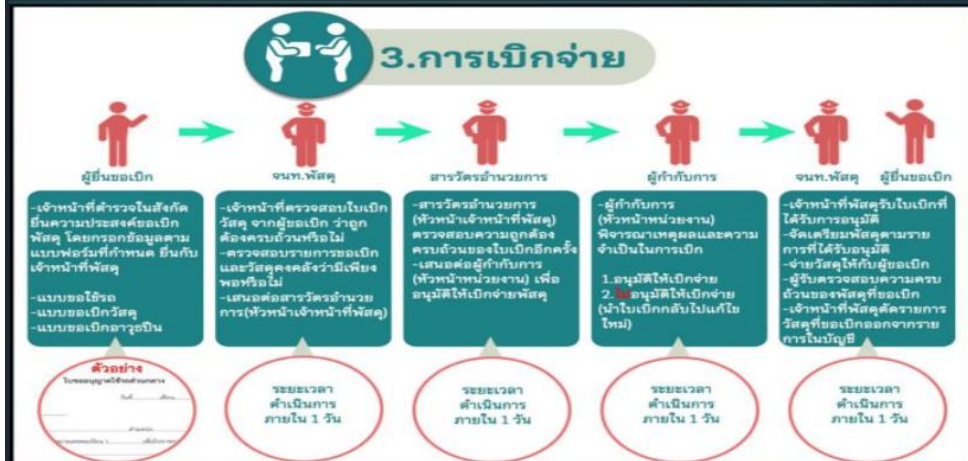 3.การเบิกจ่าย
ผู้ยื่นขอเบิก
จนท.พัสดุ
สารวัตรอำนวยการ
ผู้กำกับการ
จนท.พัสดุ
ผู้ยื่นขอเบิก
-เจ้าหน้าที่ตำรวจในสังกัด
ยื่นความประสงค์ขอเบิก
พัสดุ โดยกรอกข้อมูลตาม
แบบฟอร์มที่กำหนด ยื่นกับ
เจ้าหน้าที่พัสดุ
-แบบขอใช้รถ
-แบบขอเบิกวัสดุ
-แบบขอเบิกอาวุธปืน
-เจ้าหน้าที่ตรวจสอบใบเบิก
วัสดุ จากผู้ขอเบิก ว่าถูก
ต้องครบถ้วนหรือไม่
-ตรวจสอบรายการขอเบิก
และวัสดุคงคลังว่ามีเพียง
พอหรือไม่
-เสนอต่อสารวัตรอำนวย
การ(หัวหน้าเจ้าหน้าที่พัสดุ)
-สารวัตรอำนวยการ
(หัวหน้าเจ้าหน้าที่พัสดุ)
ตรวจสอบความถูกต้อง
ครบถ้วนของใบเบิกอีกครั้ง
-เสนอต่อผู้กำกับการ
(หัวหน้าหน่วยงาน) เพื่อ
อนุมัติให้เบิกจ่ายพัสดุ
-ผู้กำกับการ
(หัวหน้าหน่วยงาน)
พิจารณาเหตุผลและความ
จำเป็นในการเบิก
1.อนุมัติให้เบิกจ่าย
2.ไม่อนุมัติให้เบิกจ่าย
(นำใบเบิกกลับไปแก้ไข
ใหม่)
-เจ้าหน้าที่พัสดุรับใบเบิกที่
ได้รับการอนุมัติ
-จัดเตรียมพัสดุตามราย
การที่ได้รับอนุมัติ
-จ่ายวัสดุให้กับผู้ขอเบิก
-ผู้รับตรวจสอบความครบ
ถ้วนของพัสดุที่ขอเบิก
-เจ้าหน้าที่พัสดุตัดรายการ
วัสดุที่ขอเบิกออกจากราย
การในบัญชี
ตัวอย่าง
ใบขออนุญาตใช้รถส่วนกลาง
วันที่
เดือน
ตำแหน่ง
ระยะเวลา
ดำเนินการ
ภายใน 1 วัน
ระยะเวลา
ดำเนินการ
ภายใน 1 วัน
ระยะเวลา
ดำเนินการ
ภายใน 1 วัน
ระยะเวลา
ดำเนินการ
ภายใน 1 วัน